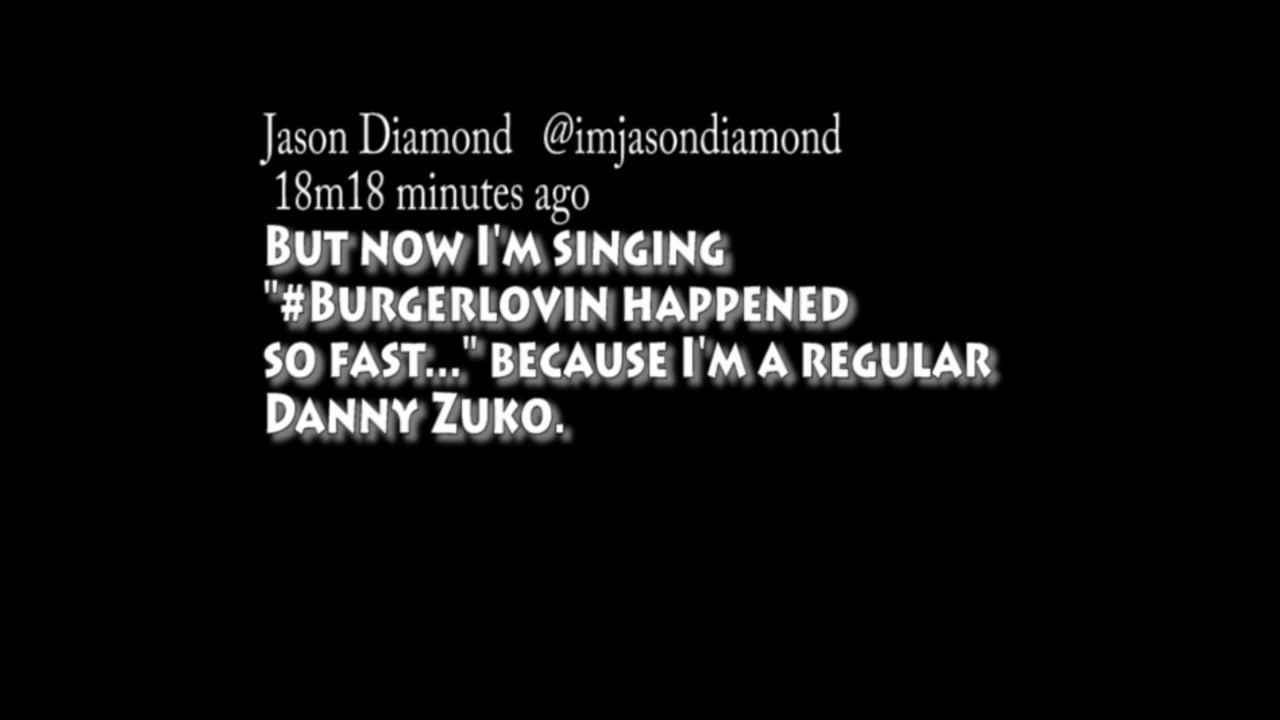 Jason Diamond @imjasondiamond
18m18 minutes ago
But now I'm singing
"#Burgerlovin happened
so fast..." because I'm a regular
Danny Zuko.